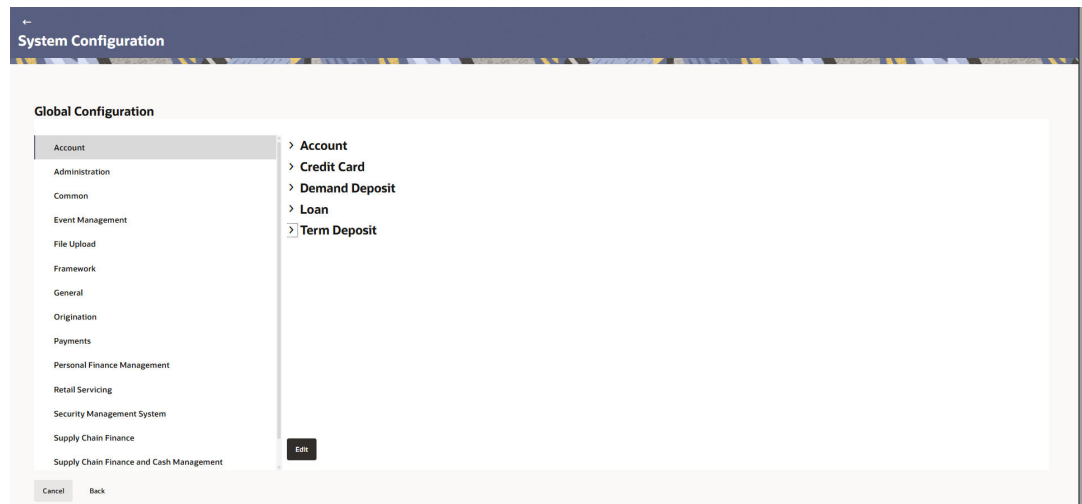 ←
System Configuration
Global Configuration
Account
Administration
Common
Event Management
File Upload
Framework
General
Origination
Payments
Personal Finance Management
Retail Servicing
Security Management System
Supply Chain Finance
Supply Chain Finance and Cash Management
> Account
> Credit Card
> Demand Deposit
> Loan
> Term Deposit
Edit
Cancel Back